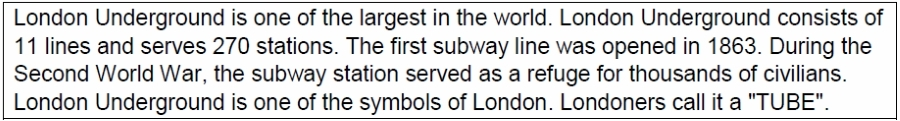 London Underground is one of the largest in the world. London Underground consists of
11 lines and serves 270 stations. The first subway line was opened in 1863. During the
Second World War, the subway station served as a refuge for thousands of civilians.
London Underground is one of the symbols of London. Londoners call it a "TUBE".